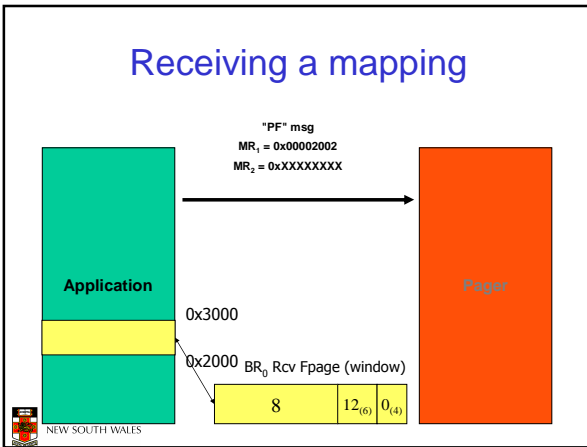 Receiving a mapping
"PF" msg
MR₁ = 0x00002002
MR₂ = 0xXXXXXXXX
Application
Pager
0x3000
0x2000
BR₀ Rcv Fpage (window)
8 12₍₆₎ 0₍₄₎
NEW SOUTH WALES